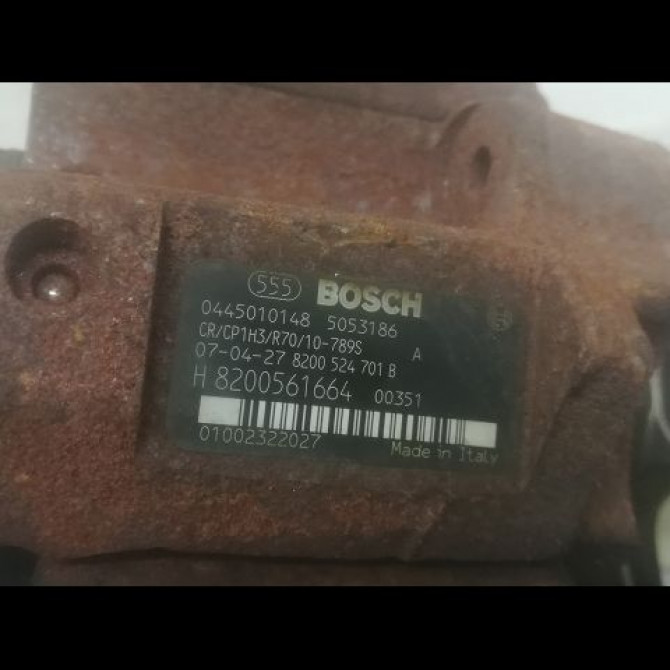 555 BOSCH
0445010148 5053186
CR/CP1H3/R70/10-789S A
07-04-27 8200 524 701 B
H 8200561664 00351
01002322027 Made in Italy